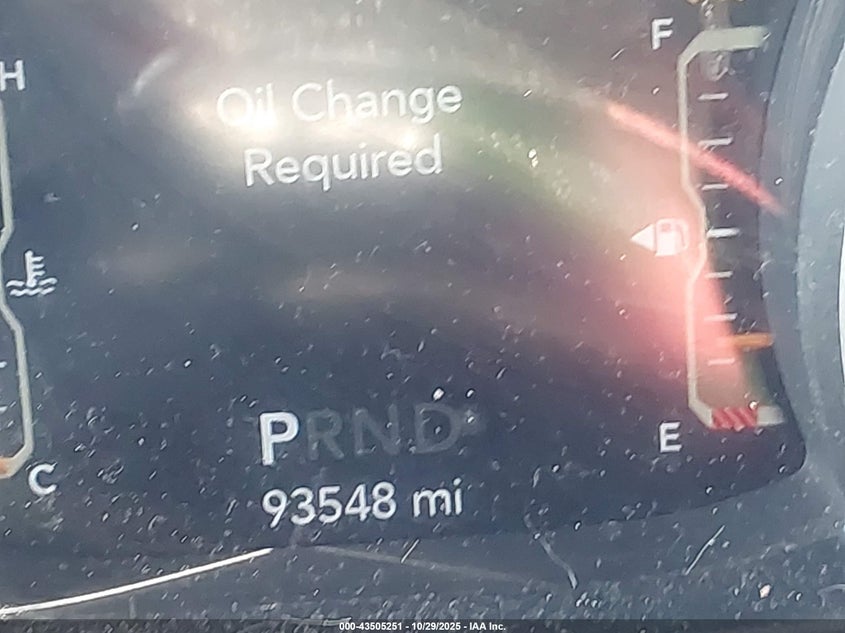 F
H
Oil Change
Required
PRND
E
C
93548 mi
000-43505251 - 10/29/2025 - IAA Inc.